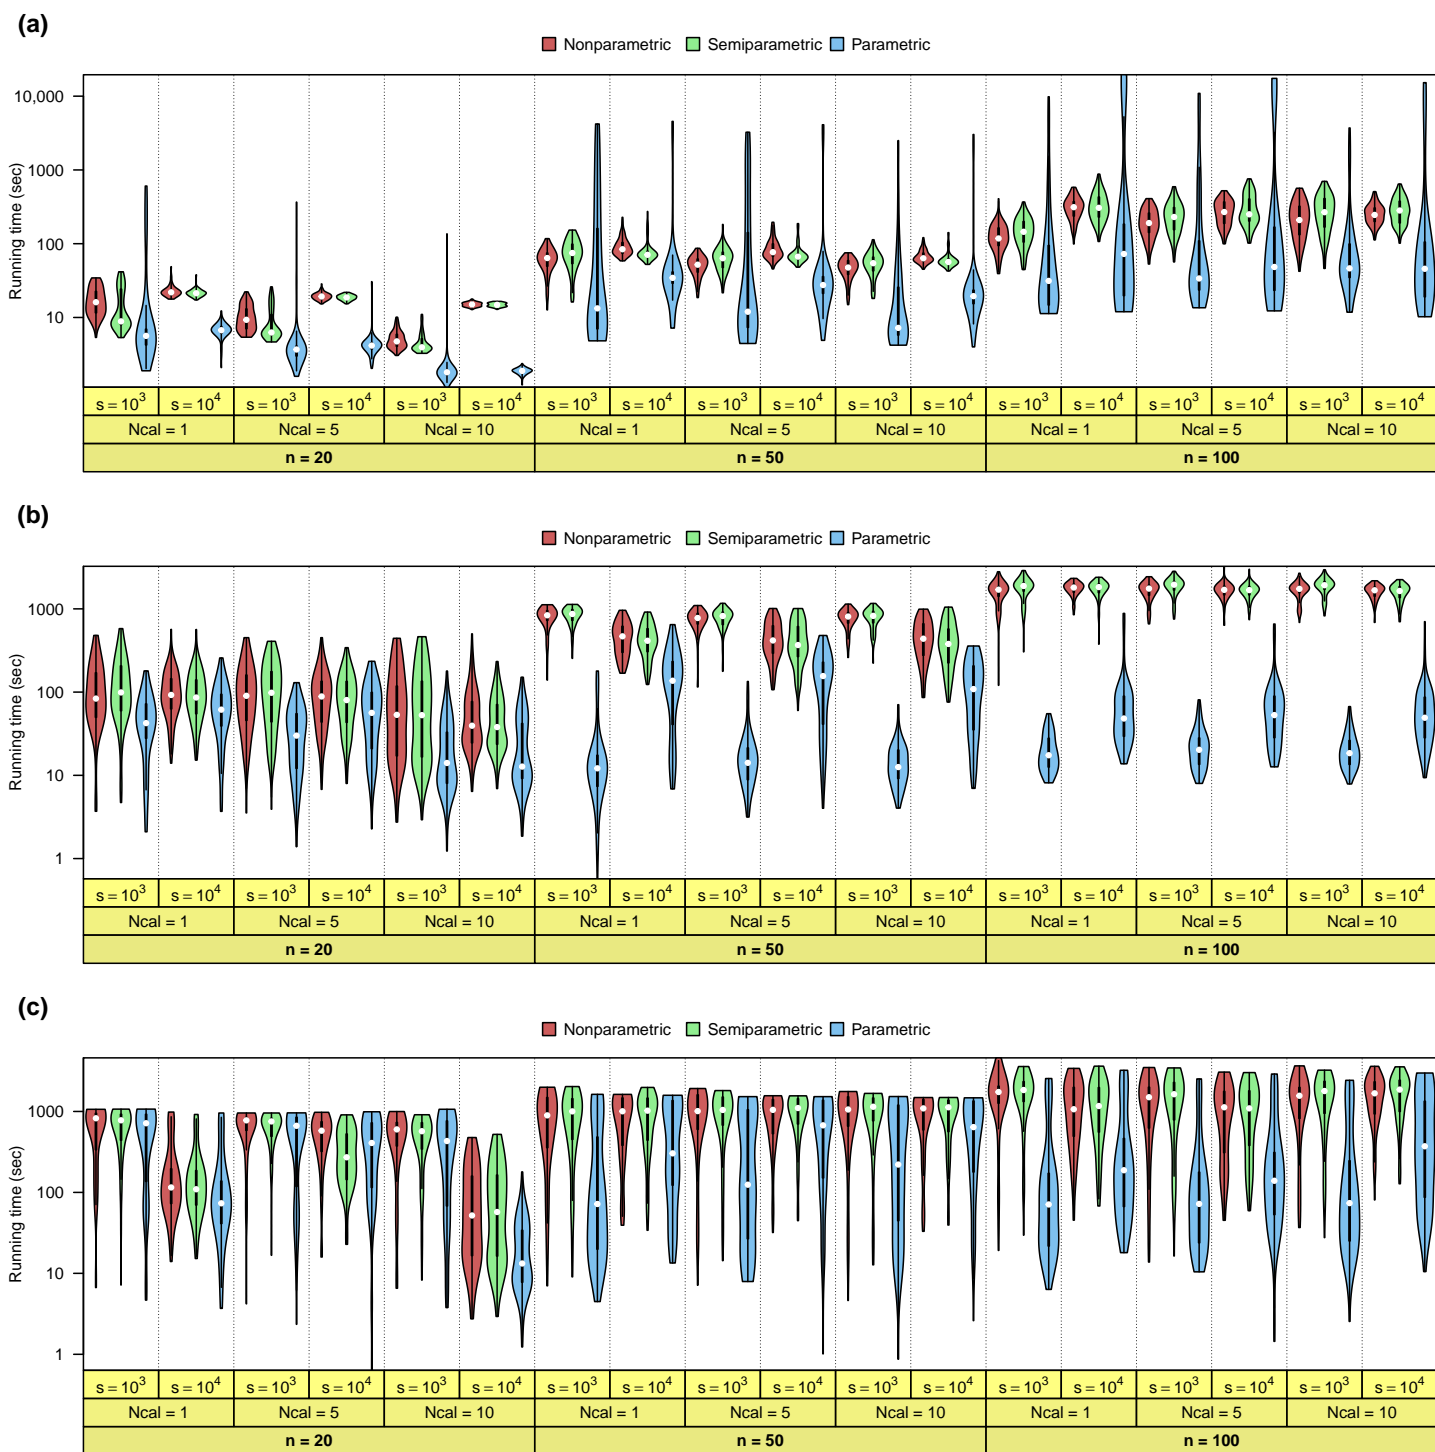 (a)
Nonparametric Semiparametric Parametric
Running time (sec)
10,000
1000
100
10
s = 10³ s = 10⁴ s = 10³ s = 10⁴ s = 10³ s = 10⁴ s = 10³ s = 10⁴ s = 10³ s = 10⁴ s = 10³ s = 10⁴ s = 10³ s = 10⁴ s = 10³ s = 10⁴ s = 10³ s = 10⁴
Ncal = 1 Ncal = 5 Ncal = 10 Ncal = 1 Ncal = 5 Ncal = 10 Ncal = 1 Ncal = 5 Ncal = 10
n = 20 n = 50 n = 100
(b)
Nonparametric Semiparametric Parametric
Running time (sec)
1000
100
10
1
s = 10³ s = 10⁴ s = 10³ s = 10⁴ s = 10³ s = 10⁴ s = 10³ s = 10⁴ s = 10³ s = 10⁴ s = 10³ s = 10⁴ s = 10³ s = 10⁴ s = 10³ s = 10⁴ s = 10³ s = 10⁴
Ncal = 1 Ncal = 5 Ncal = 10 Ncal = 1 Ncal = 5 Ncal = 10 Ncal = 1 Ncal = 5 Ncal = 10
n = 20 n = 50 n = 100
(c)
Nonparametric Semiparametric Parametric
Running time (sec)
1000
100
10
1
s = 10³ s = 10⁴ s = 10³ s = 10⁴ s = 10³ s = 10⁴ s = 10³ s = 10⁴ s = 10³ s = 10⁴ s = 10³ s = 10⁴ s = 10³ s = 10⁴ s = 10³ s = 10⁴ s = 10³ s = 10⁴
Ncal = 1 Ncal = 5 Ncal = 10 Ncal = 1 Ncal = 5 Ncal = 10 Ncal = 1 Ncal = 5 Ncal = 10
n = 20 n = 50 n = 100